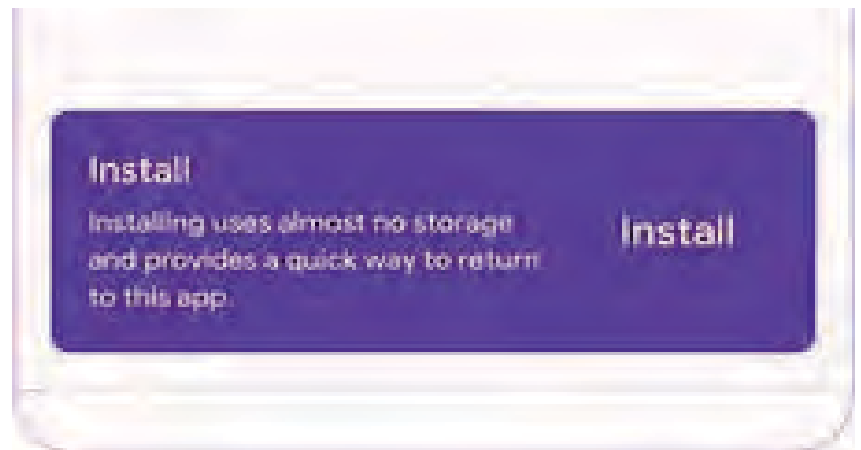 Install
Installing uses almost no storage
and provides a quick way to return
to this app.
Install